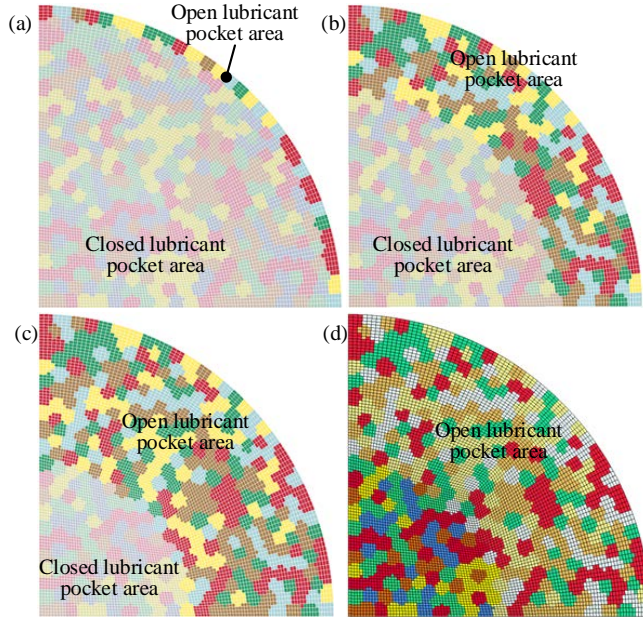 (a)
Open lubricant
pocket area
Closed lubricant
pocket area
(b)
Open lubricant
pocket area
Closed lubricant
pocket area
(c)
Open lubricant
pocket area
Closed lubricant
pocket area
(d)
Open lubricant
pocket area